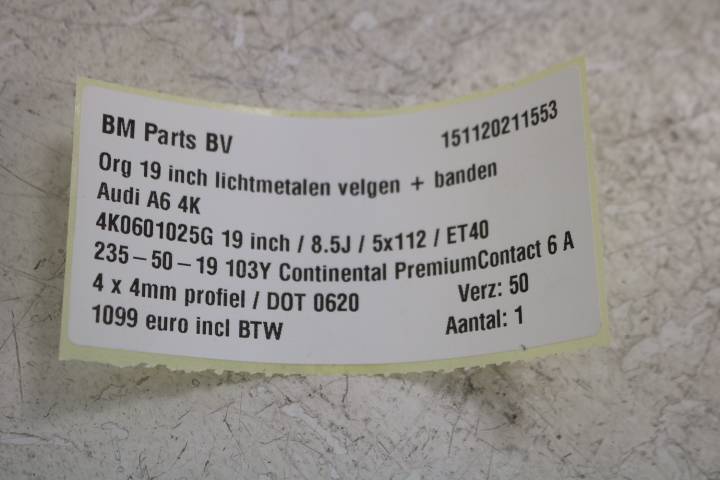 BM Parts BV 151120211553
Org 19 inch lichtmetalen velgen + banden
Audi A6 4K
4K0601025G 19 inch / 8.5J / 5x112 / ET40
235-50-19 103Y Continental PremiumContact 6 A
4 x 4mm profiel / DOT 0620 Verz: 50
1099 euro incl BTW Aantal: 1